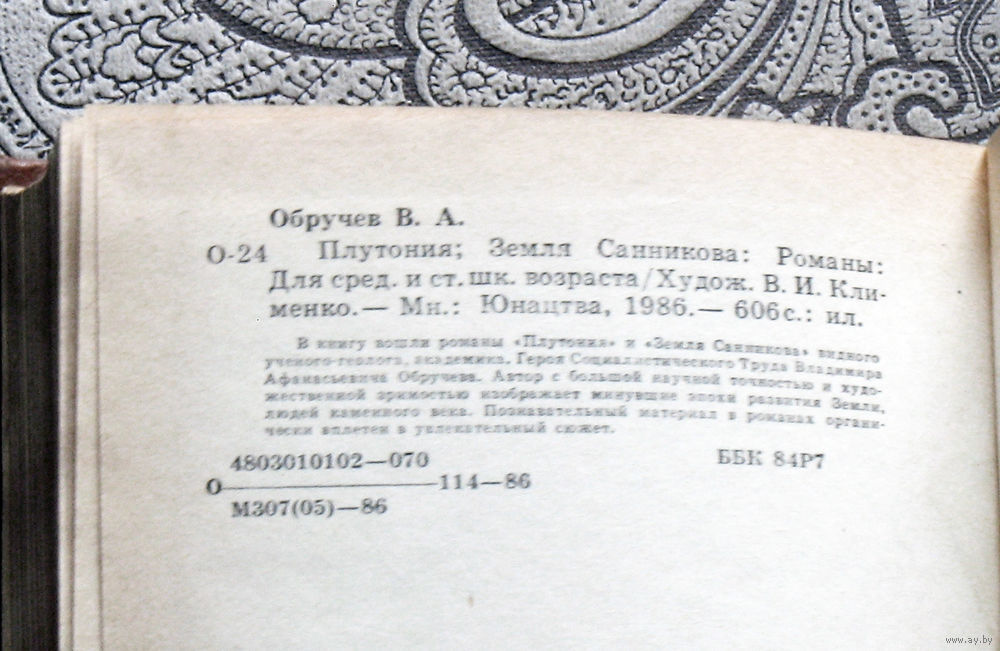 Обручев В. А.
О-24 Плутония; Земля Санникова: Романы:
Для сред. и ст. шк. возраста/Худож. В. И. Кли-
менко.— Мн.: Юнацтва, 1986.— 606 с.: ил.
В книгу вошли романы «Плутония» и «Земля Санникова» видного
ученого-геолога, академика, Героя Социалистического Труда Владимира
Афанасьевича Обручева. Автор с большой научной точностью и худо-
жественной зримостью изображает минувшие эпохи развития Земли,
людей каменного века. Познавательный материал в романах органи-
чески вплетен в увлекательный сюжет.
4803010102—070 ББК 84Р7
О————————114—86
М307(05)—86
www.ay.by